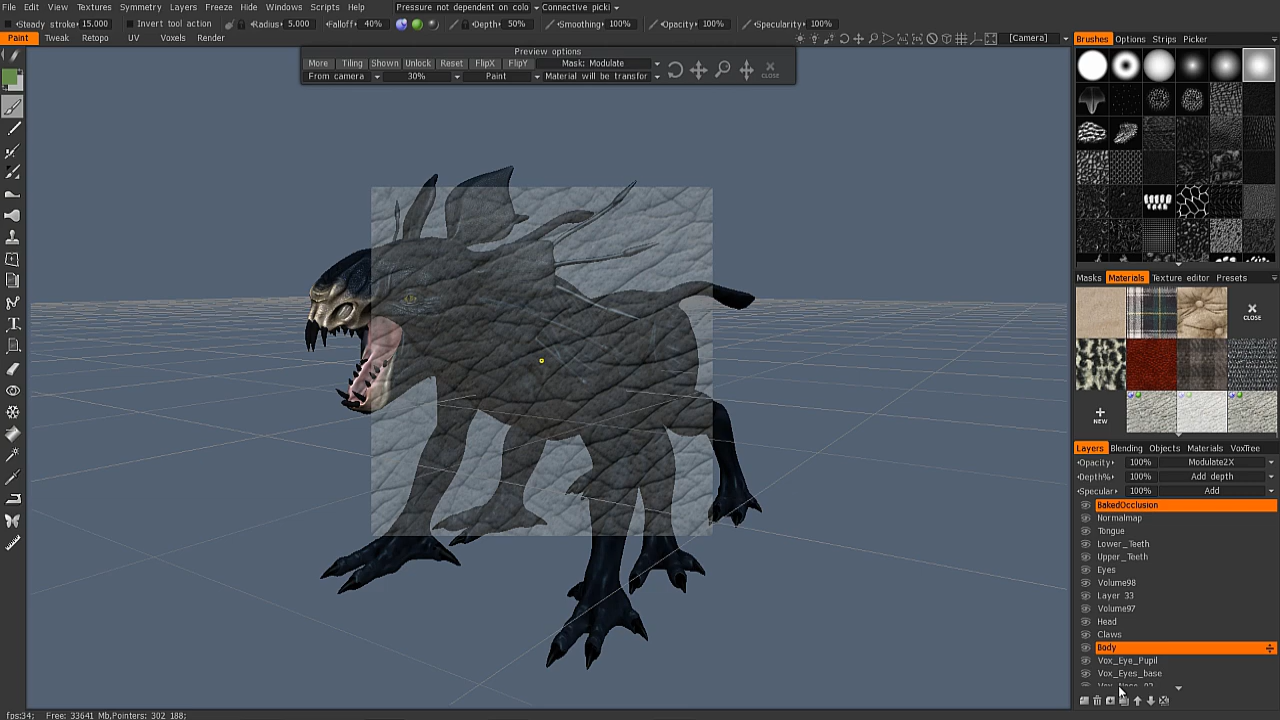 File Edit View Textures Symmetry Layers Freeze Hide Windows Scripts Help Pressure not dependent on colo Connective picki
Steady stroke 15.000 Invert tool action Radius 5.000 Falloff 40% Depth 50% Smoothing 100% Opacity 100% Specularity 100%
Paint Tweak Retopo UV Voxels Render [Camera]
Brushes Options Strips Picker
Preview options
More Tiling Shown Unlock Reset FlipX FlipY Mask: Modulate
From camera 30% Paint Material will be transfor CLOSE
Masks Materials Texture editor Presets
CLOSE
NEW
Layers Blending Objects Materials VoxTree
Opacity 100% Modulate2X
Depth% 100% Add depth
Specular 100% Add
BakedOcclusion
Normalmap
Tongue
Lower_Teeth
Upper_Teeth
Eyes
Volume98
Layer 33
Volume97
Head
Claws
Body
Vox_Eye_Pupil
Vox_Eyes_base
fps:34; Free: 33641 Mb,Pointers: 302 188;